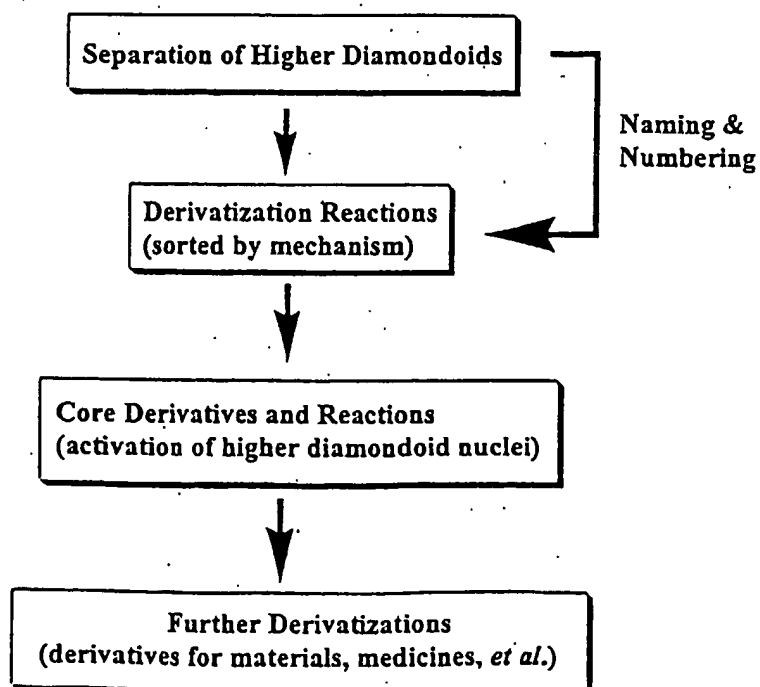 Separation of Higher Diamondoids
Naming &
Numbering
Derivatization Reactions
(sorted by mechanism)
Core Derivatives and Reactions
(activation of higher diamondoid nuclei)
Further Derivatizations
(derivatives for materials, medicines, et al.)